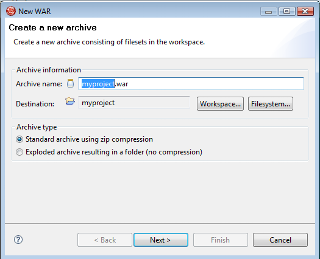 New WAR
Create a new archive
Create a new archive consisting of filesets in the workspace.
Archive information
Archive name: myproject.war
Destination: myproject Workspace... Filesystem...
Archive type
Standard archive using zip compression
Exploded archive resulting in a folder (no compression)
? < Back Next > Finish Cancel